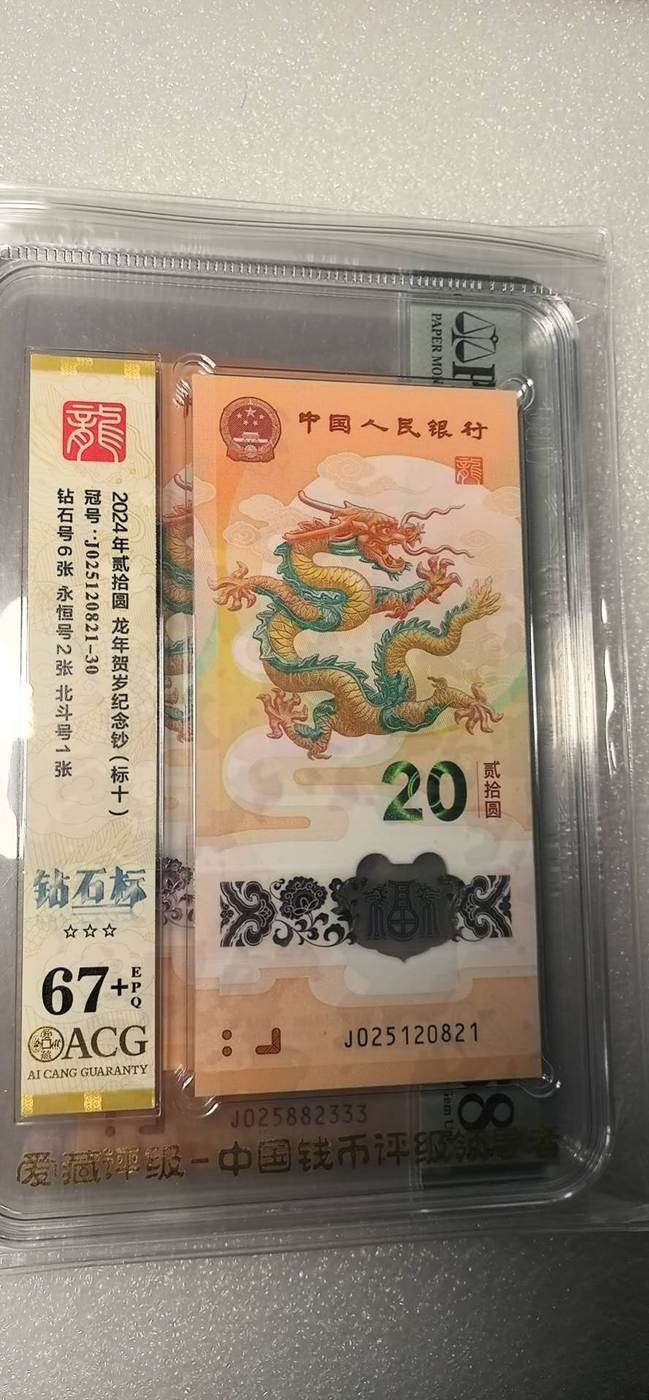 龍
2024年贰拾圆 龙年贺岁纪念钞（标十）
冠号：J025120821-30
钻石号6张 永恒号2张 北斗号1张
钻石标
☆☆☆
67+
EPQ
ACG
AI CANG GUARANTY
中国人民银行
龍
20
贰拾圆
J025120821
J025882333
爱藏评级-中国钱币评级
PAPER MON
P